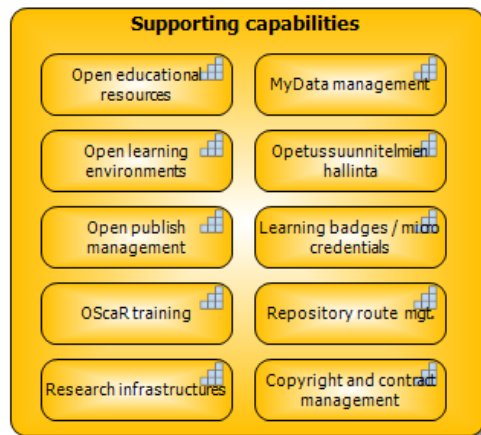 Supporting capabilities
Open educational
resources
MyData management
Open learning
environments
Opetussuunnitelmien
hallinta
Open publish
management
Learning badges / micro
credentials
OScaR training
Repository route mgt.
Research infrastructures
Copyright and contract
management